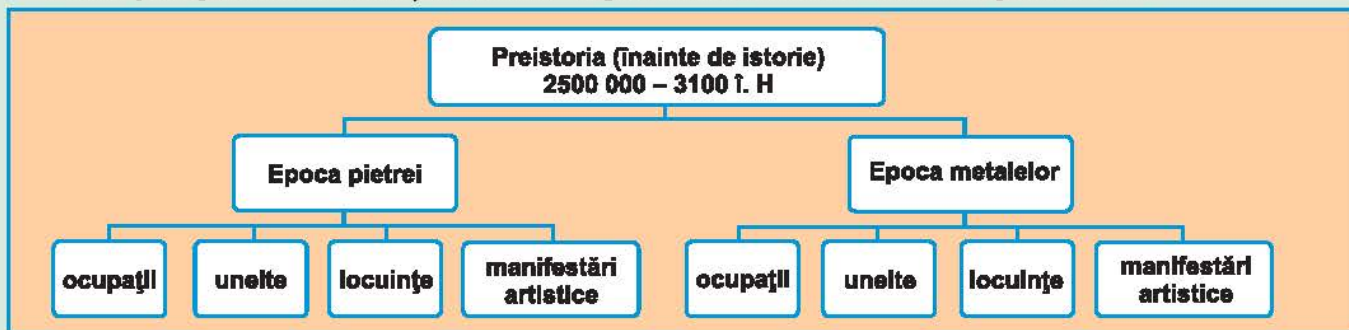 Preistoria (înainte de istorie)
2500 000 – 3100 î. H
Epoca pietrei
Epoca metalelor
ocupaţii
unelte
locuinţe
manifestări
artistice
ocupaţii
unelte
locuinţe
manifestări
artistice